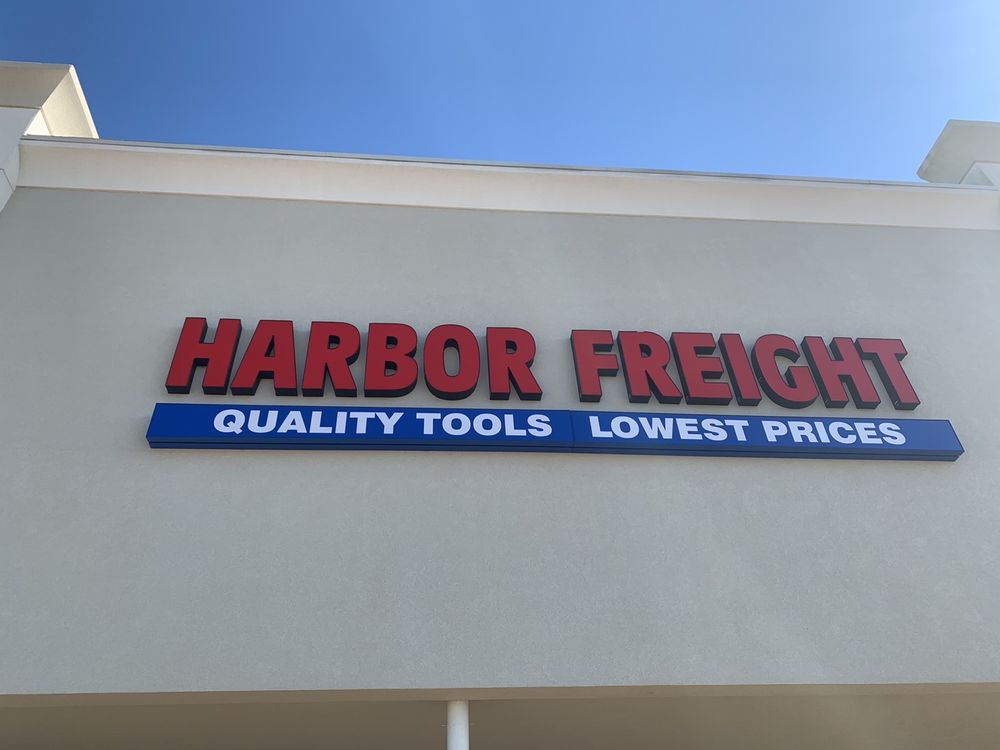 HARBOR FREIGHT
QUALITY TOOLS LOWEST PRICES